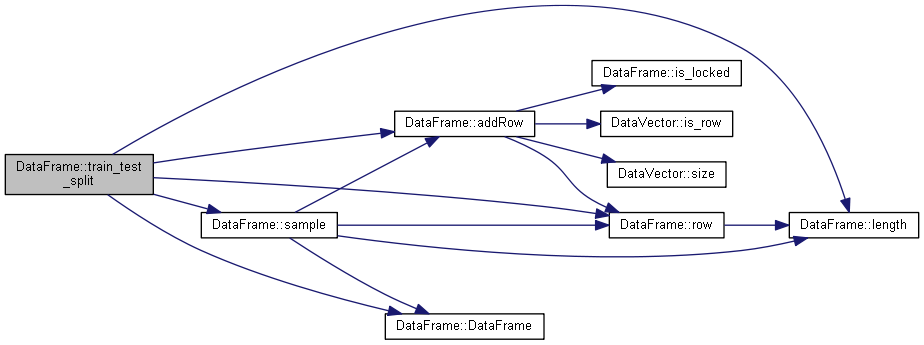 DataFrame::is_locked
DataFrame::addRow
DataVector::is_row
DataFrame::train_test
_split
DataVector::size
DataFrame::sample
DataFrame::row
DataFrame::length
DataFrame::DataFrame